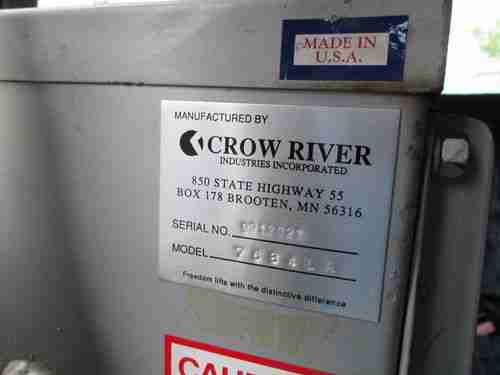 MADE IN
U.S.A.
MANUFACTURED BY
CROW RIVER
INDUSTRIES INCORPORATED
850 STATE HIGHWAY 55
BOX 178 BROOTEN, MN 56316
SERIAL NO.
MODEL
Freedom lifts with the distinctive difference